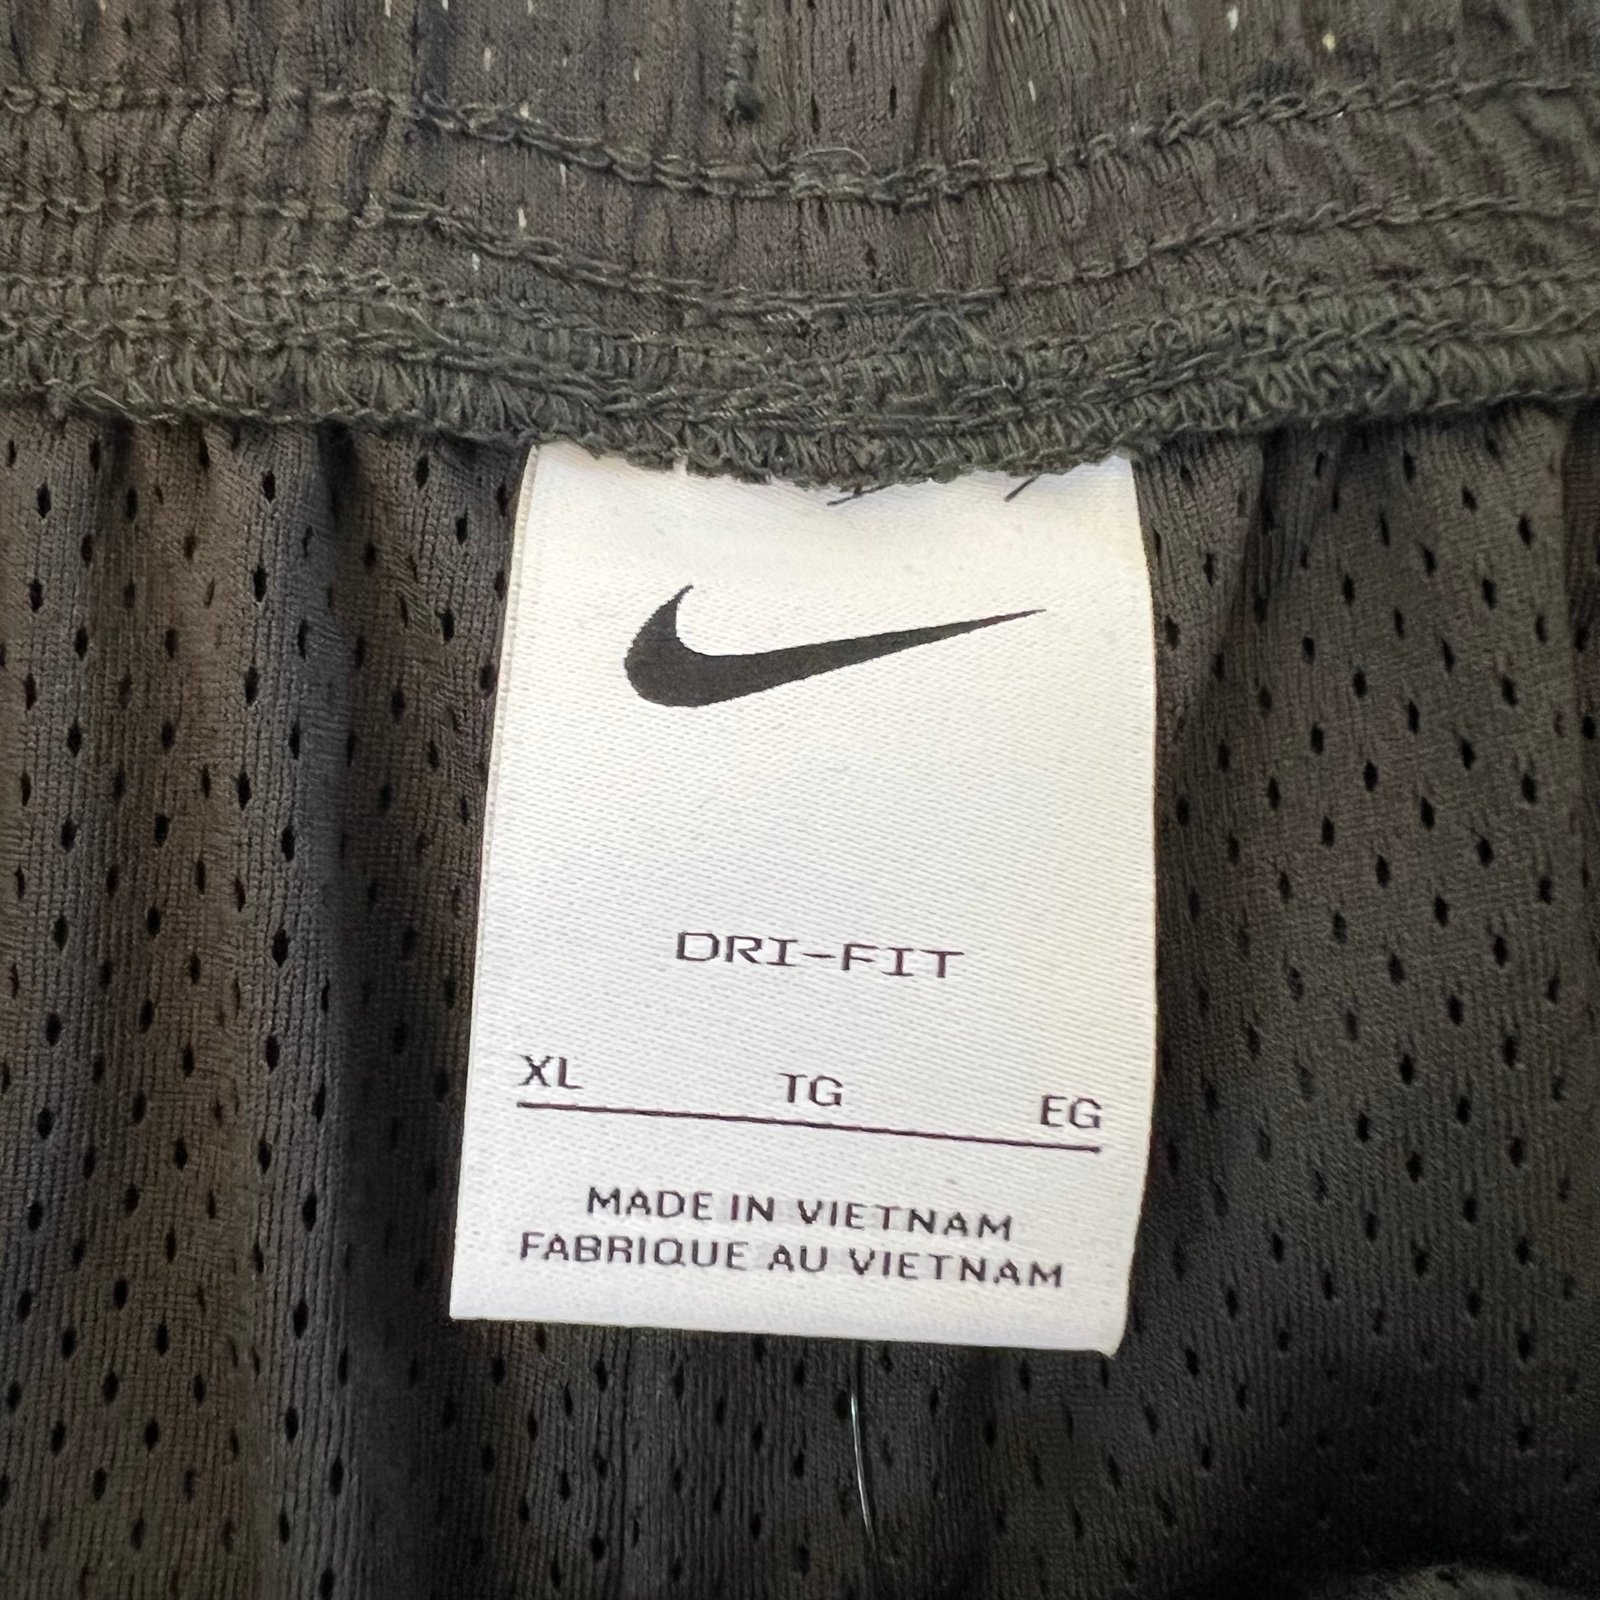 DRI-FIT
XL TG EG
MADE IN VIETNAM
FABRIQUE AU VIETNAM